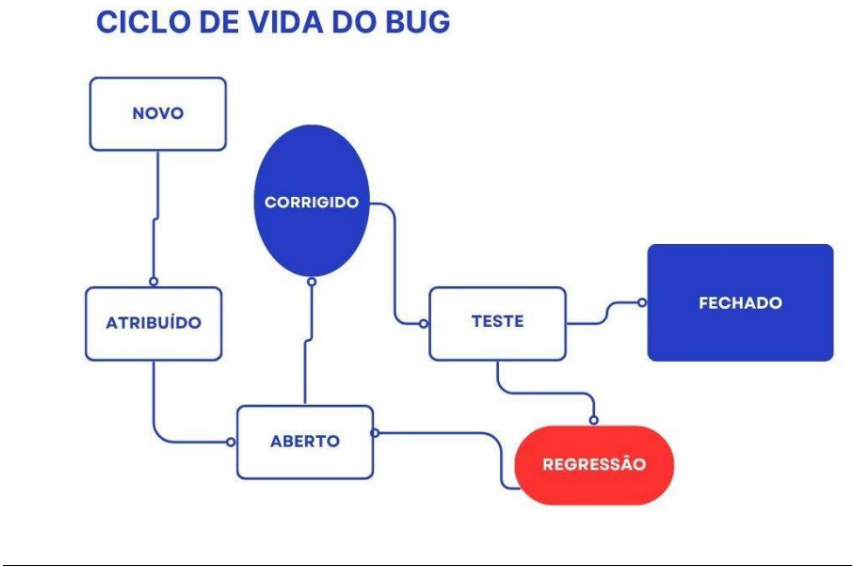 CICLO DE VIDA DO BUG
NOVO
CORRIGIDO
ATRIBUÍDO
TESTE
FECHADO
ABERTO
REGRESSÃO